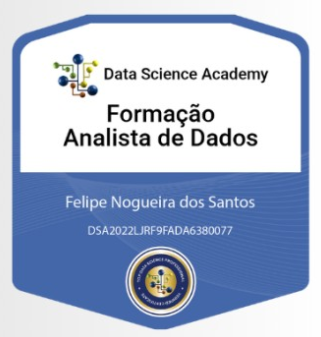 Data Science Academy
Formação
Analista de Dados
Felipe Nogueira dos Santos
DSA2022LJRF9FADA6380077